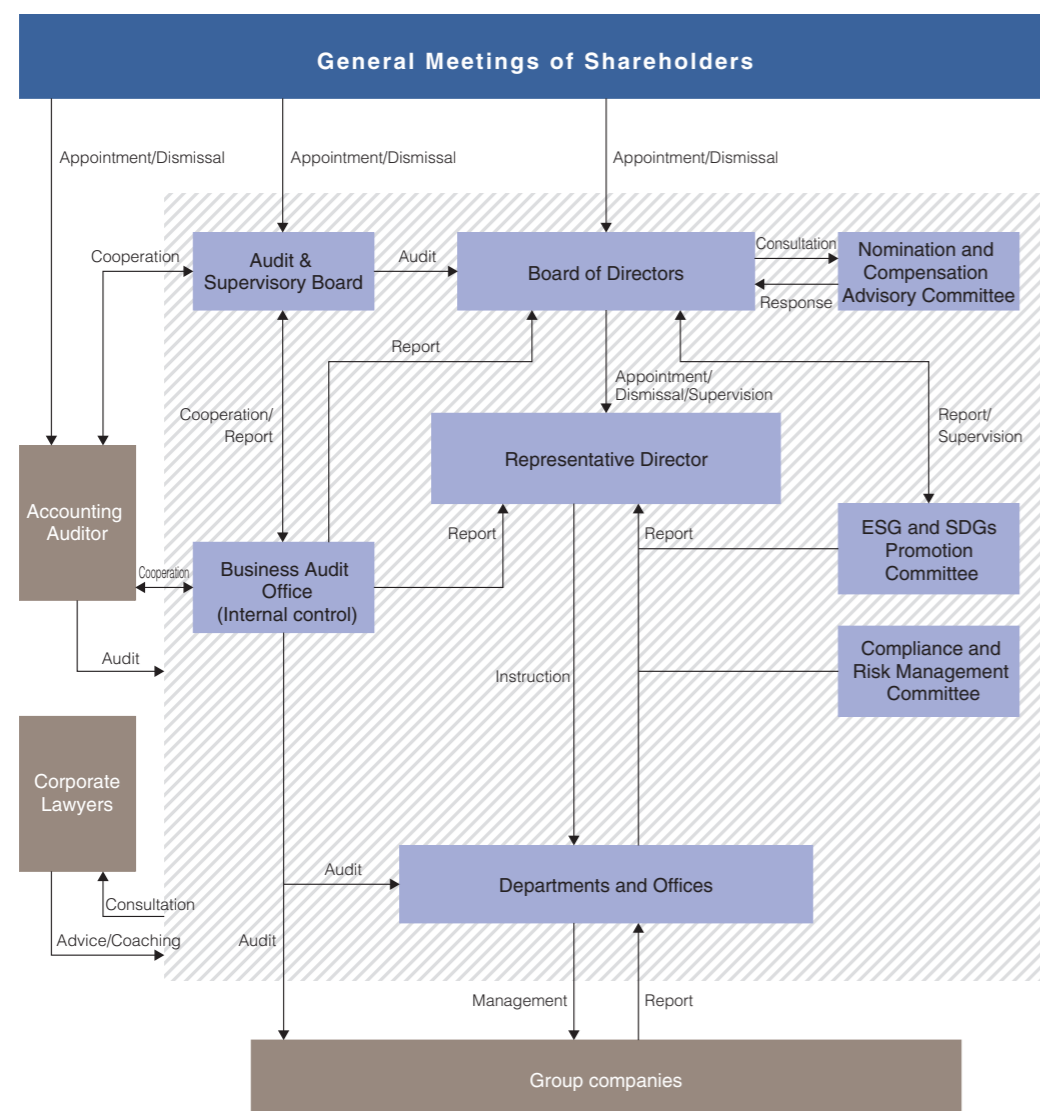 General Meetings of Shareholders
Appointment/Dismissal
Appointment/Dismissal
Appointment/Dismissal
Cooperation
Audit &
Supervisory Board
Audit
Board of Directors
Consultation
Response
Nomination and
Compensation
Advisory Committee
Report
Appointment/
Dismissal/Supervision
Cooperation/
Report
Report/
Supervision
Representative Director
Accounting
Auditor
Cooperation
Business Audit
Office
(Internal control)
Report
Report
ESG and SDGs
Promotion
Committee
Audit
Instruction
Compliance and
Risk Management
Committee
Corporate
Lawyers
Consultation
Advice/Coaching
Audit
Audit
Departments and Offices
Management
Report
Group companies